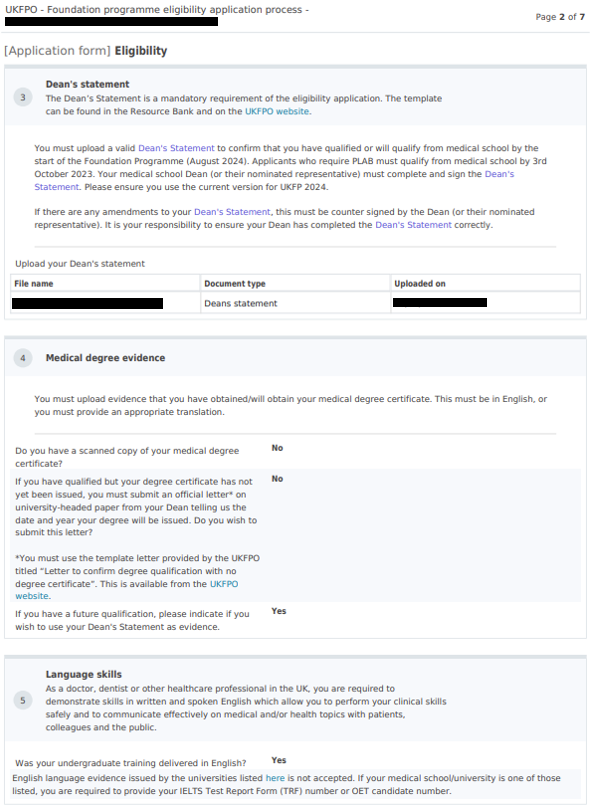 UKFPO - Foundation programme eligibility application process -
Page 2 of 7
[Application form] Eligibility
3
Dean's statement
The Dean's Statement is a mandatory requirement of the eligibility application. The template
can be found in the Resource Bank and on the UKFPO website.
You must upload a valid Dean's Statement to confirm that you have qualified or will qualify from medical school by the
start of the Foundation Programme (August 2024). Applicants who require PLAB must qualify from medical school by 3rd
October 2023. Your medical school Dean (or their nominated representative) must complete and sign the Dean's
Statement. Please ensure you use the current version for UKFP 2024.
If there are any amendments to your Dean's Statement, this must be counter signed by the Dean (or their nominated
representative). It is your responsibility to ensure your Dean has completed the Dean's Statement correctly.
Upload your Dean's statement
File name Document type Uploaded on
Deans statement
4
Medical degree evidence
You must upload evidence that you have obtained/will obtain your medical degree certificate. This must be in English, or
you must provide an appropriate translation.
Do you have a scanned copy of your medical degree No
certificate?
If you have qualified but your degree certificate has not No
yet been issued, you must submit an official letter* on
university-headed paper from your Dean telling us the
date and year your degree will be issued. Do you wish to
submit this letter?
*You must use the template letter provided by the UKFPO
titled “Letter to confirm degree qualification with no
degree certificate”. This is available from the UKFPO
website.
If you have a future qualification, please indicate if you Yes
wish to use your Dean's Statement as evidence.
5
Language skills
As a doctor, dentist or other healthcare professional in the UK, you are required to
demonstrate skills in written and spoken English which allow you to perform your clinical skills
safely and to communicate effectively on medical and/or health topics with patients,
colleagues and the public.
Was your undergraduate training delivered in English? Yes
English language evidence issued by the universities listed here is not accepted. If your medical school/university is one of those
listed, you are required to provide your IELTS Test Report Form (TRF) number or OET candidate number.